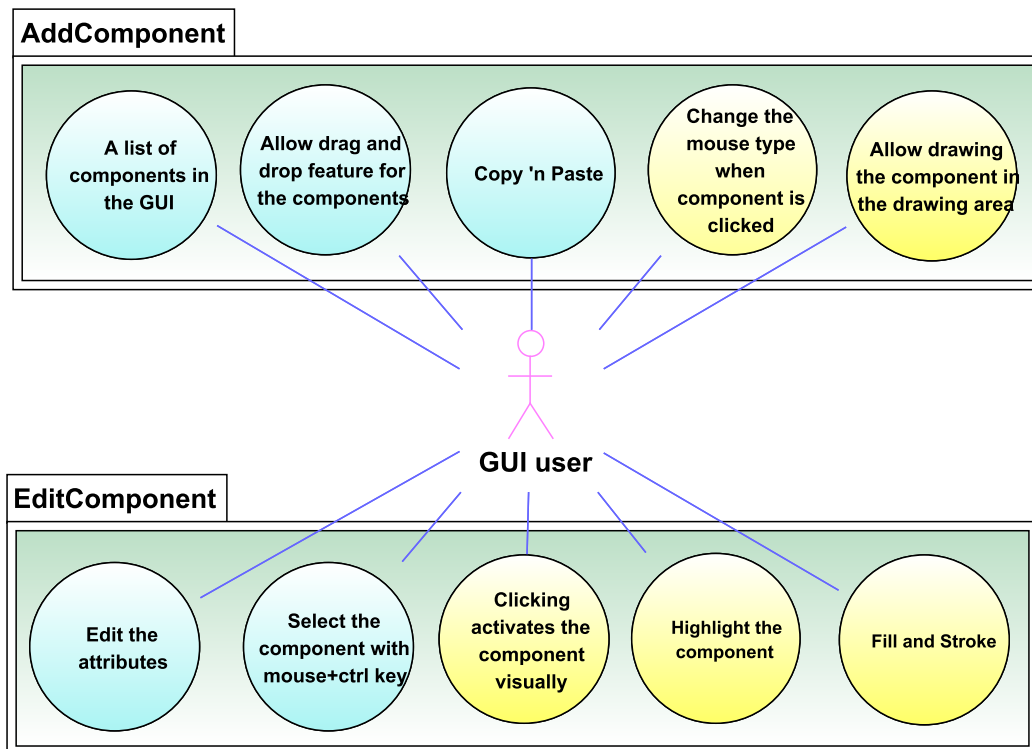 AddComponent
A list of
components in
the GUI
Allow drag and
drop feature for
the components
Copy 'n Paste
Change the
mouse type
when
component is
clicked
Allow drawing
the component in
the drawing area
GUI user
EditComponent
Edit the
attributes
Select the
component with
mouse+ctrl key
Clicking
activates the
component
visually
Highlight the
component
Fill and Stroke